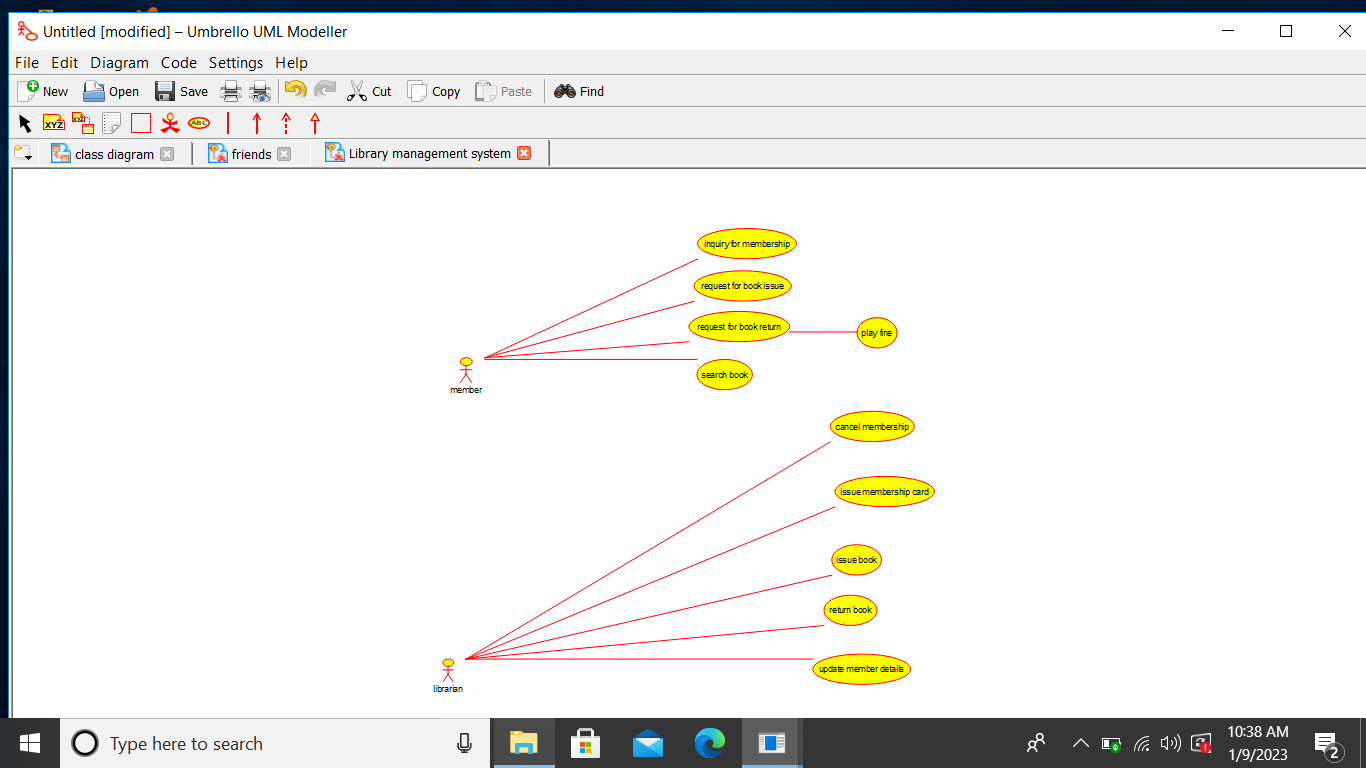 Untitled [modified] – Umbrello UML Modeller
File Edit Diagram Code Settings Help
New Open Save Cut Copy Paste Find
XYZ XYZ ABC
class diagram friends Library management system
inquiry for membership
request for book issue
request for book return
play fine
search book
member
cancel membership
issue membership card
issue book
return book
update member details
librarian
Type here to search
10:38 AM
1/9/2023
2